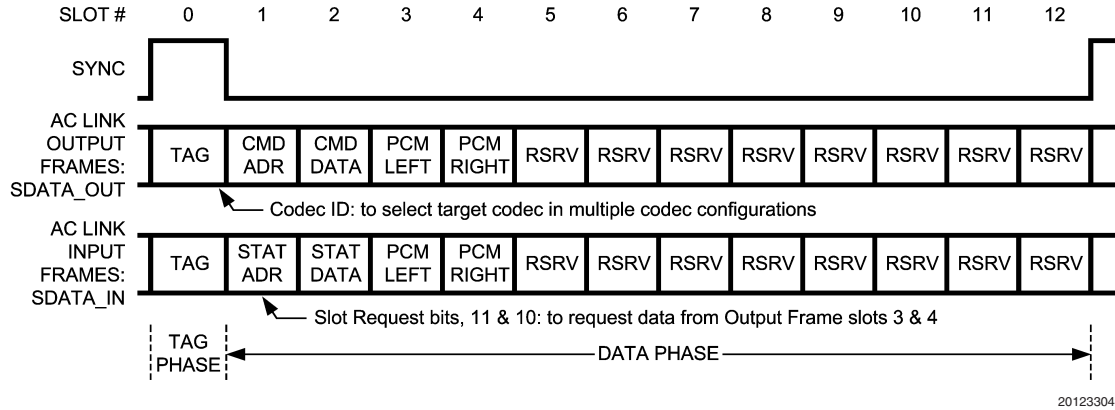 SLOT # 0 1 2 3 4 5 6 7 8 9 10 11 12
SYNC
AC LINK
OUTPUT
FRAMES:
SDATA_OUT
TAG
CMD ADR
CMD DATA
PCM LEFT
PCM RIGHT
RSRV RSRV RSRV RSRV RSRV RSRV RSRV RSRV
Codec ID: to select target codec in multiple codec configurations
AC LINK
INPUT
FRAMES:
SDATA_IN
TAG
STAT ADR
STAT DATA
PCM LEFT
PCM RIGHT
RSRV RSRV RSRV RSRV RSRV RSRV RSRV RSRV
Slot Request bits, 11 & 10: to request data from Output Frame slots 3 & 4
TAG
PHASE
DATA PHASE
20123304